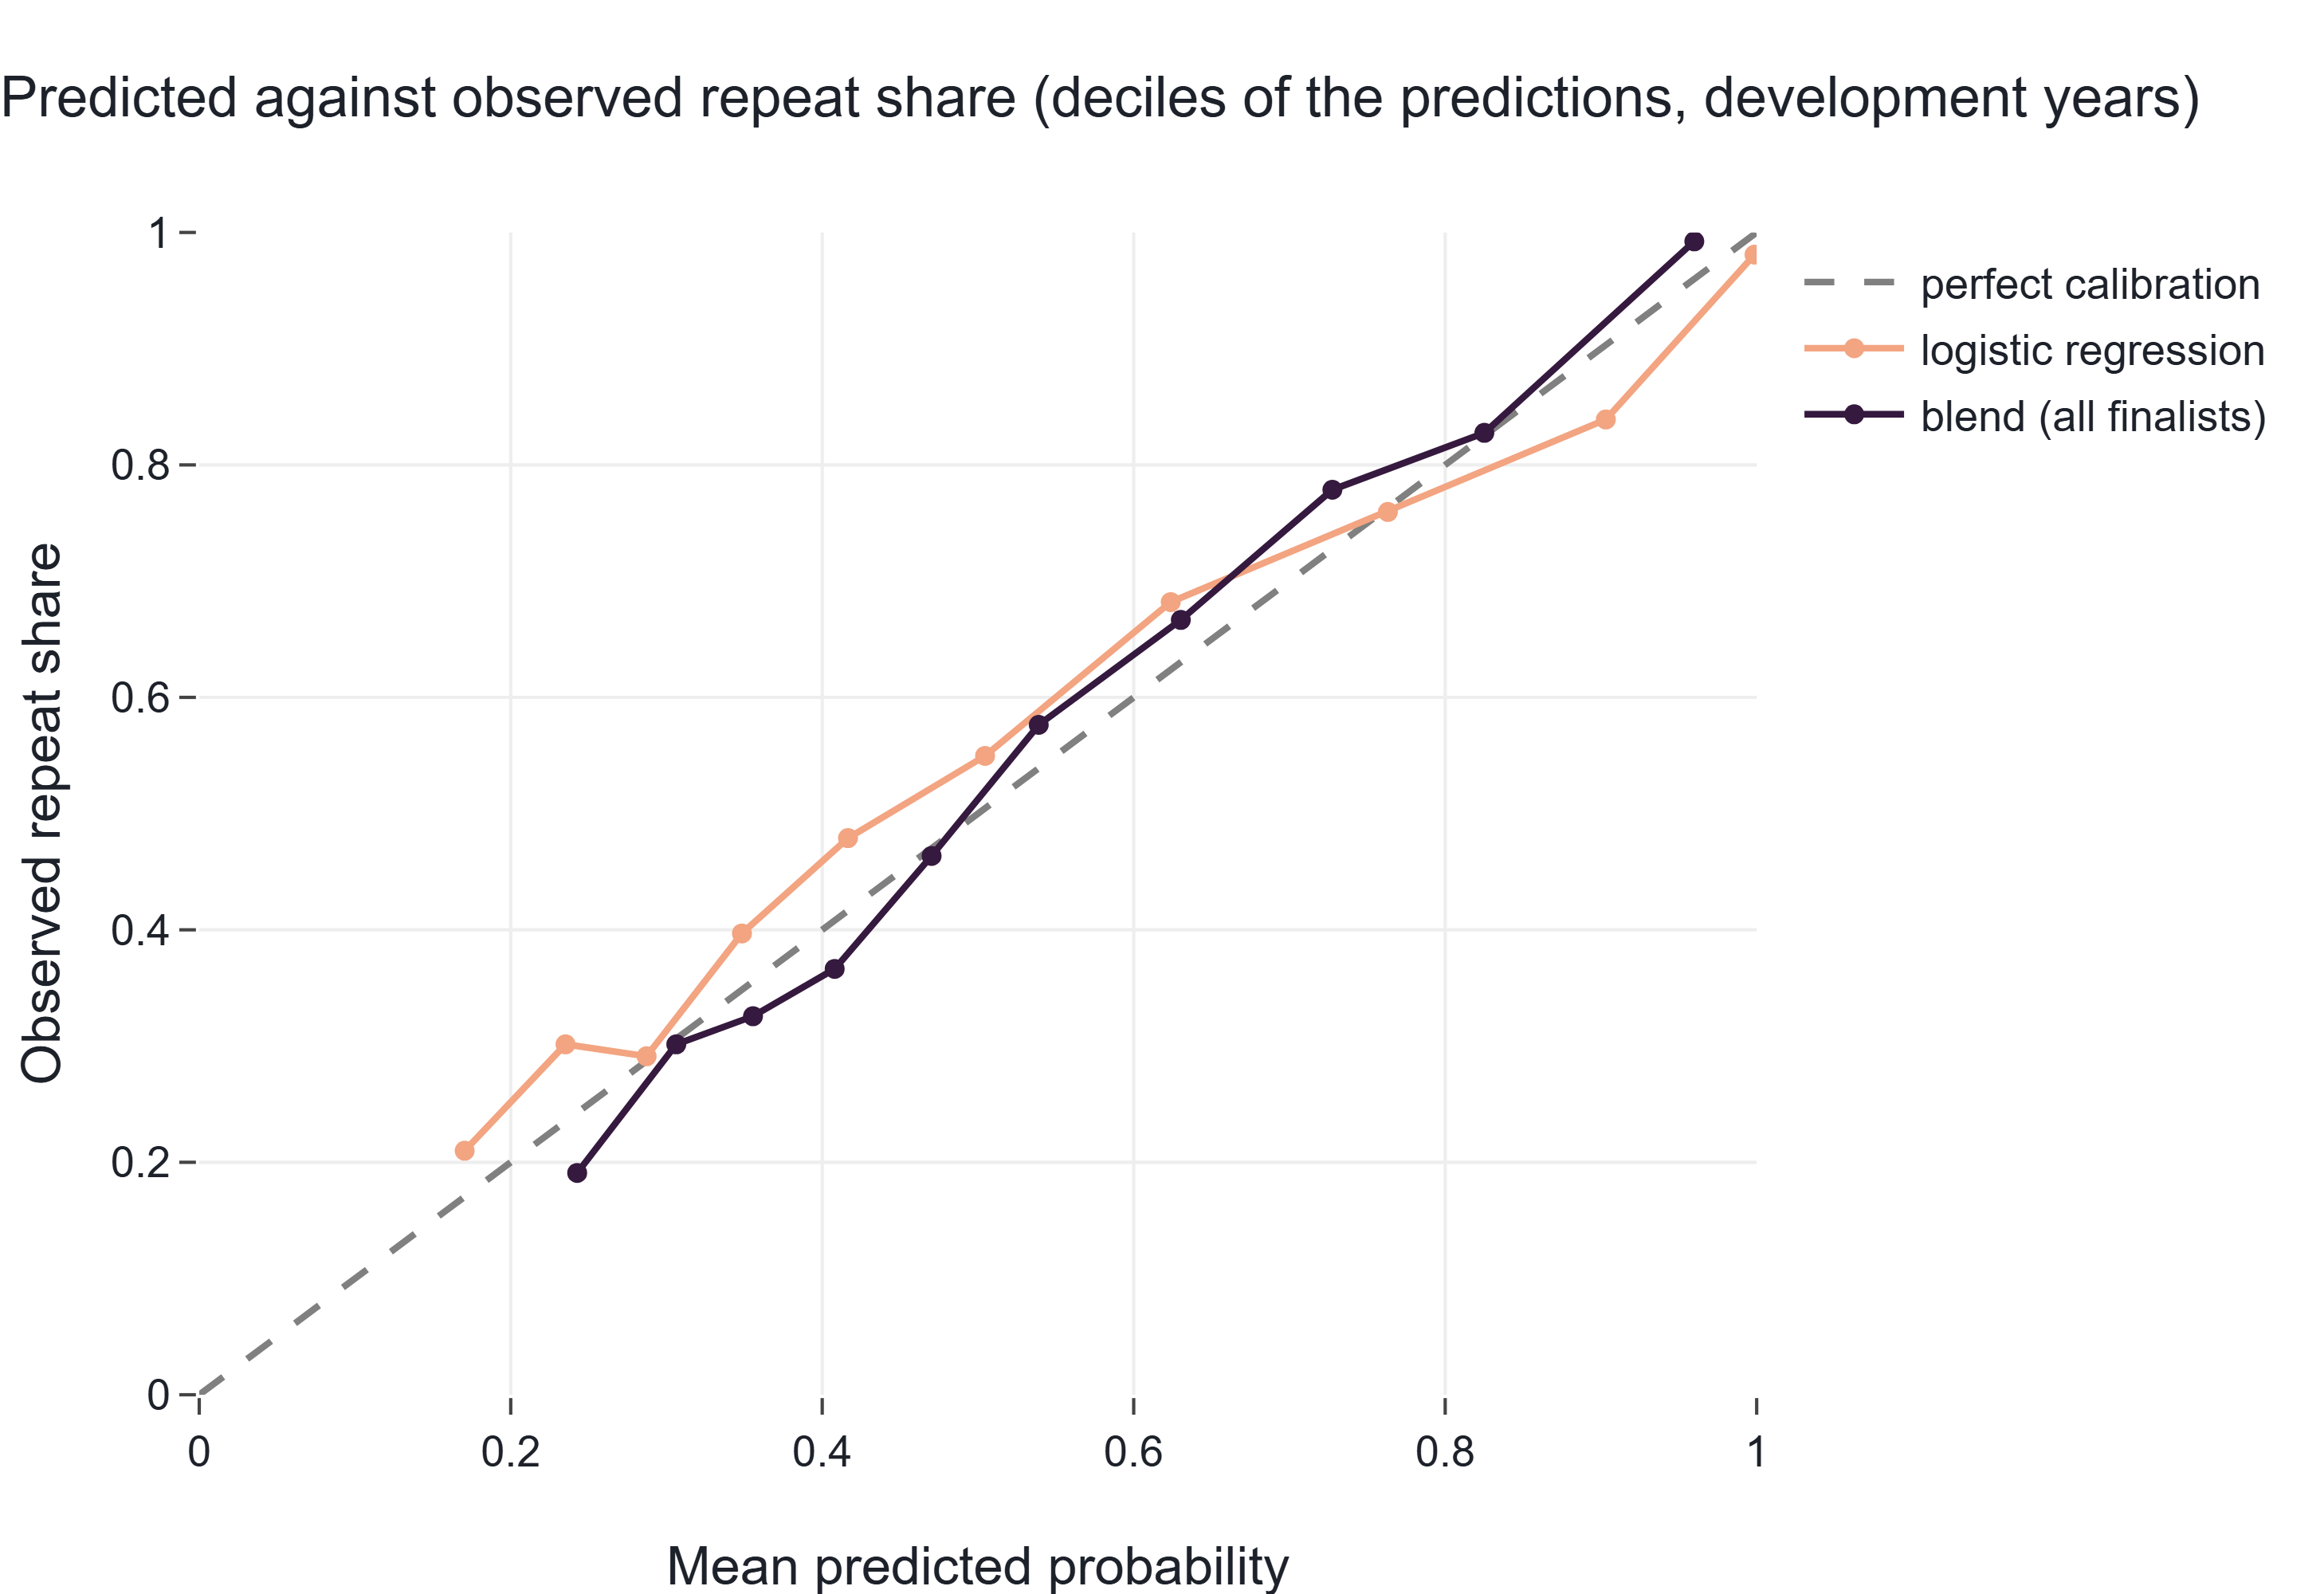 Predicted against observed repeat share (deciles of the predictions, development years)
perfect calibration
logistic regression
blend (all finalists)
Observed repeat share
1
0.8
0.6
0.4
0.2
0
0 0.2 0.4 0.6 0.8 1
Mean predicted probability